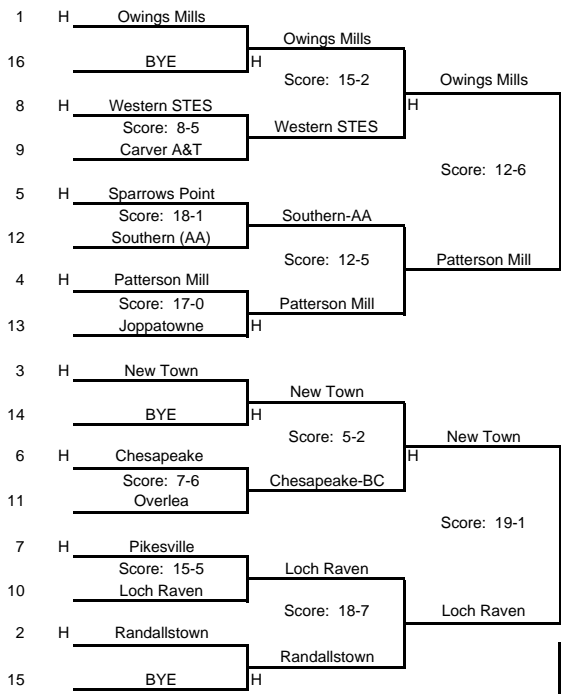 1 H Owings Mills
Owings Mills
16 BYE H
Score: 15-2
Owings Mills
8 H Western STES H
Score: 8-5 Western STES
9 Carver A&T
Score: 12-6
5 H Sparrows Point
Score: 18-1 Southern-AA
12 Southern (AA)
Score: 12-5 Patterson Mill
4 H Patterson Mill
Score: 17-0 Patterson Mill
13 Joppatowne H
3 H New Town
New Town
14 BYE H
Score: 5-2 New Town
6 H Chesapeake H
Score: 7-6 Chesapeake-BC
11 Overlea
Score: 19-1
7 H Pikesville
Score: 15-5 Loch Raven
10 Loch Raven
Score: 18-7 Loch Raven
2 H Randallstown
Randallstown
15 BYE H